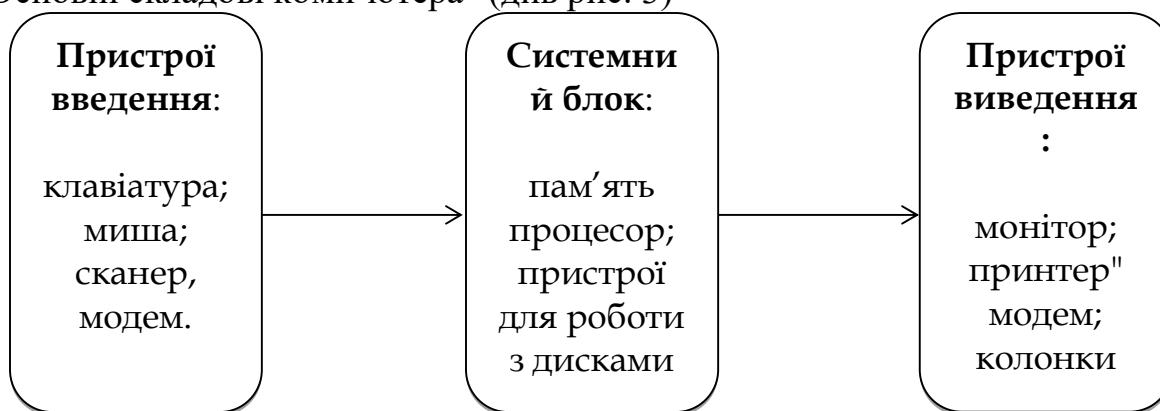 Основні складові комп'ютера" (див рис. 3)
Пристрої
введення:
клавіатура;
миша;
сканер,
модем.
Системни
й блок:
пам′ять
процесор;
пристрої
для роботи
з дисками
Пристрої
виведення
:
монітор;
принтер"
модем;
колонки